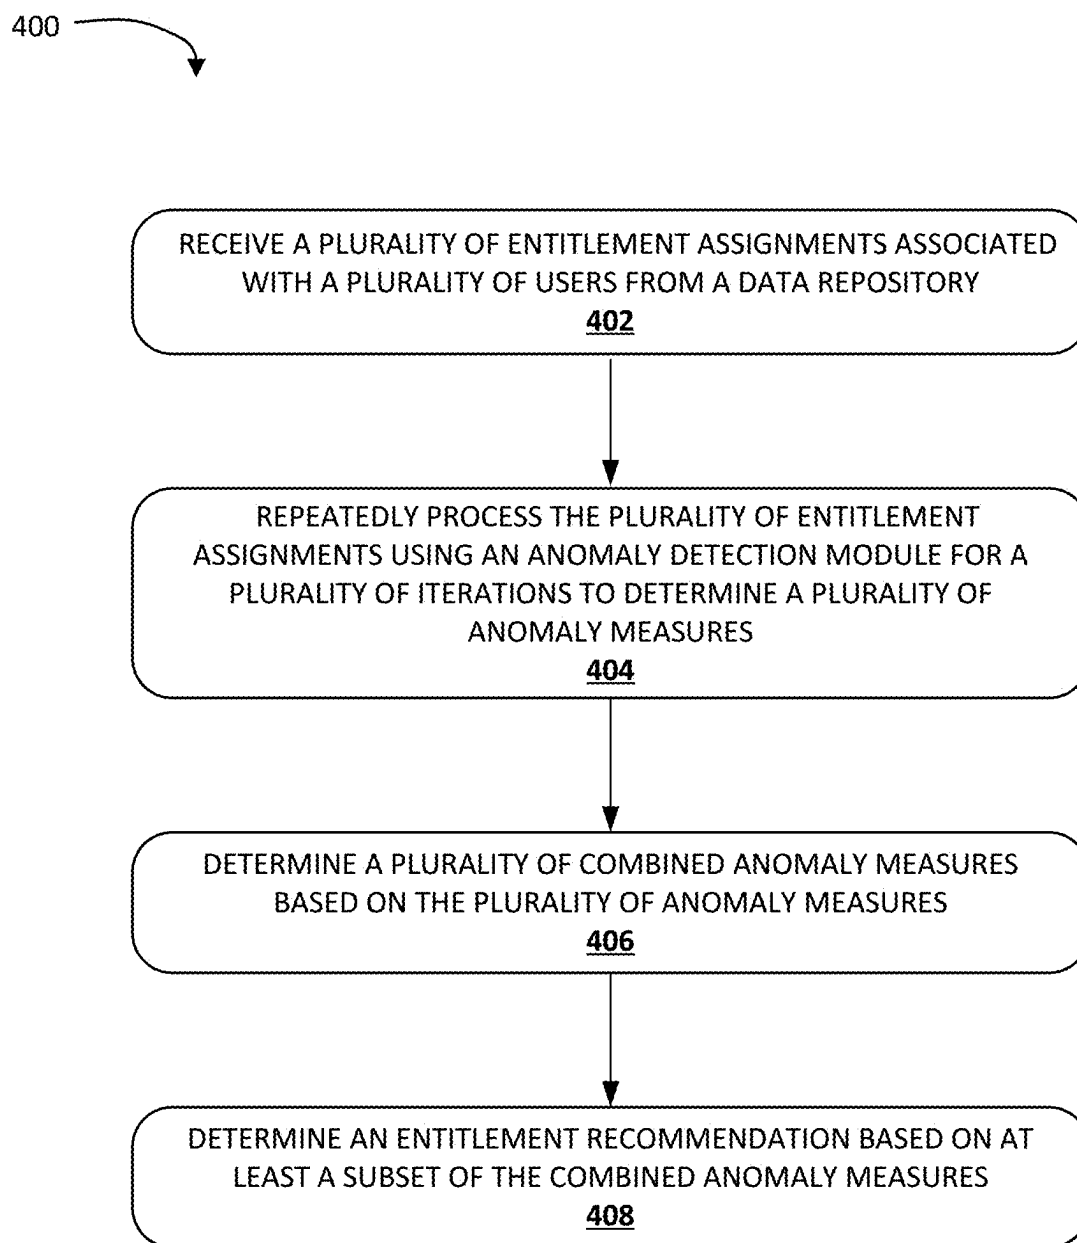 400
RECEIVE A PLURALITY OF ENTITLEMENT ASSIGNMENTS ASSOCIATED
WITH A PLURALITY OF USERS FROM A DATA REPOSITORY
402
REPEATEDLY PROCESS THE PLURALITY OF ENTITLEMENT
ASSIGNMENTS USING AN ANOMALY DETECTION MODULE FOR A
PLURALITY OF ITERATIONS TO DETERMINE A PLURALITY OF
ANOMALY MEASURES
404
DETERMINE A PLURALITY OF COMBINED ANOMALY MEASURES
BASED ON THE PLURALITY OF ANOMALY MEASURES
406
DETERMINE AN ENTITLEMENT RECOMMENDATION BASED ON AT
LEAST A SUBSET OF THE COMBINED ANOMALY MEASURES
408